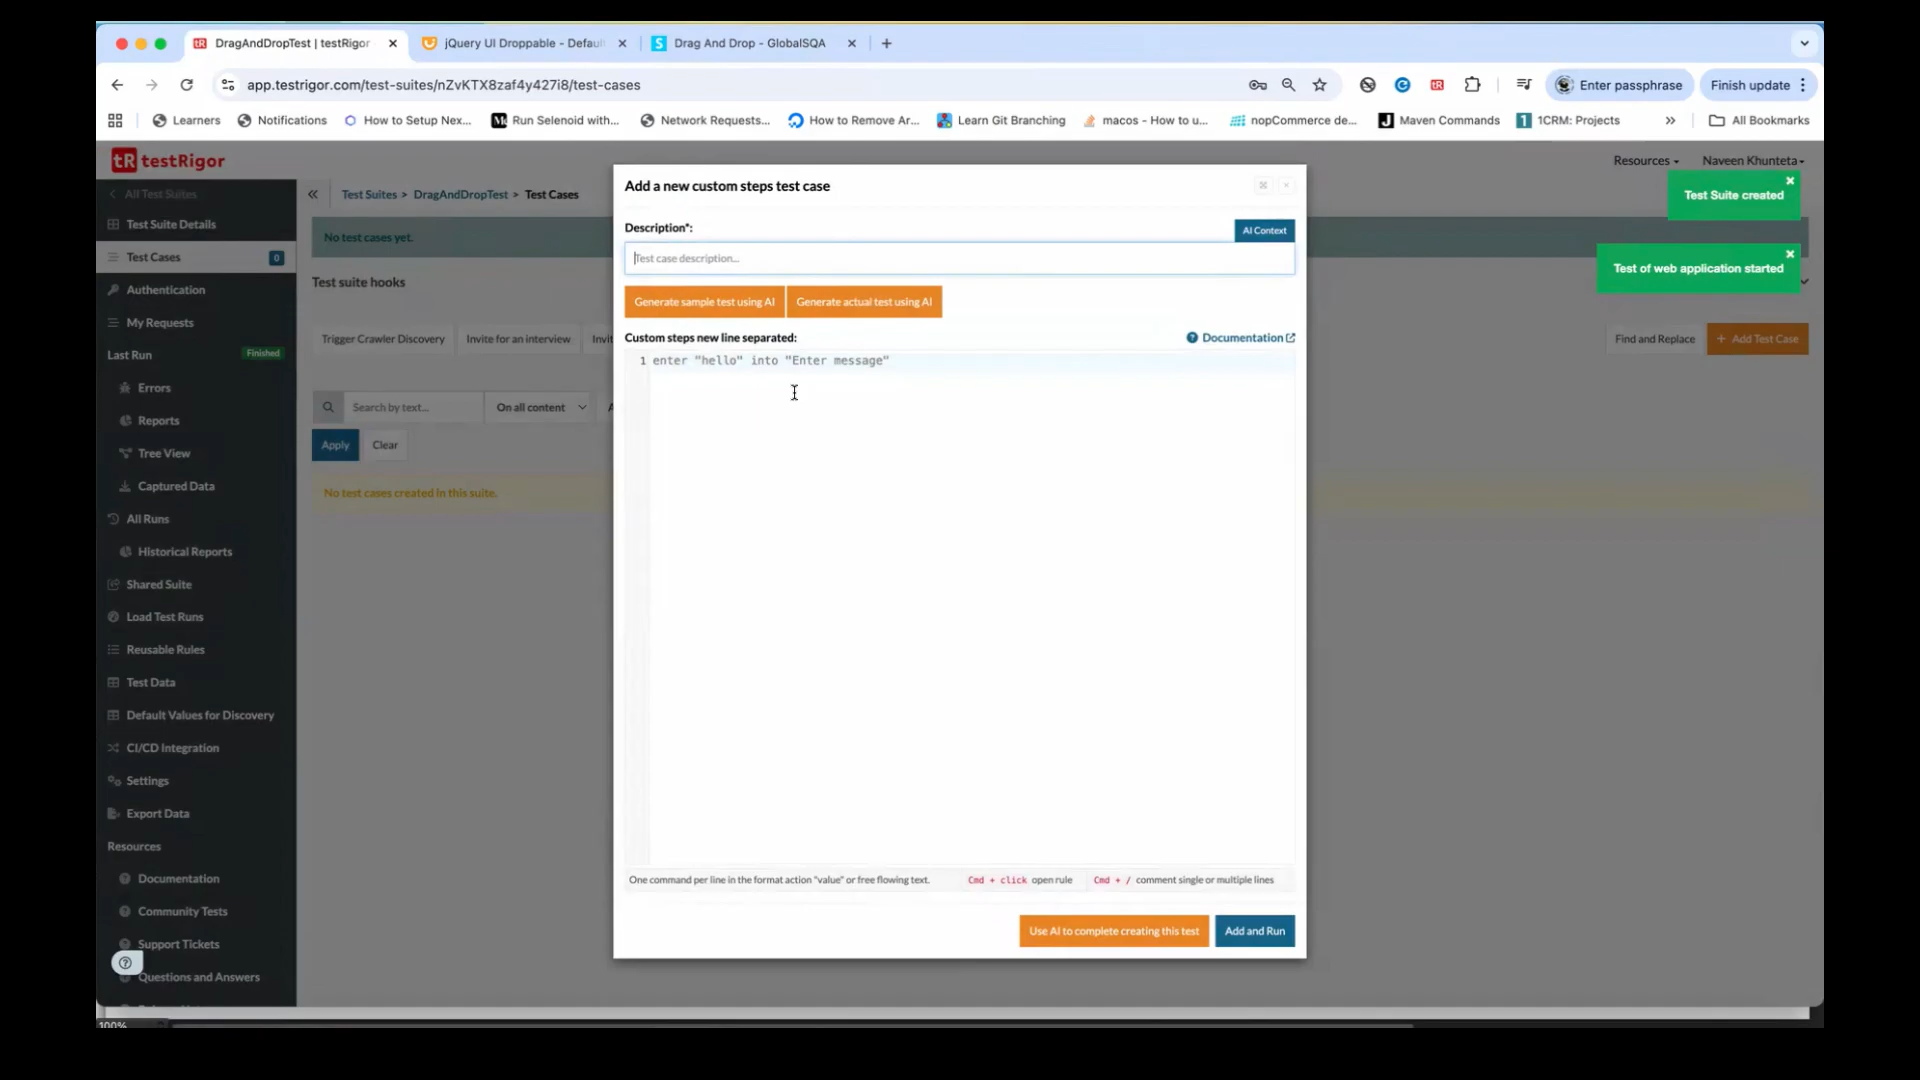 DragAndDropTest | testRigor
jQuery UI Droppable - Defaul
Drag And Drop - GlobalSQA
app.testrigor.com/test-suites/nZvKTX8zaf4y427i8/test-cases
Enter passphrase
Finish update
Learners
Notifications
How to Setup Nex...
Run Selenoid with...
Network Requests...
How to Remove Ar...
Learn Git Branching
macos - How to u...
nopCommerce de...
Maven Commands
1CRM: Projects
All Bookmarks
tR testRigor
Resources
Naveen Khunteta
All Test Suites
Test Suite Details
Test Cases 0
Authentication
My Requests
Last Run Finished
Errors
Reports
Tree View
Captured Data
All Runs
Historical Reports
Shared Suite
Load Test Runs
Reusable Rules
Test Data
Default Values for Discovery
CI/CD Integration
Settings
Export Data
Resources
Documentation
Community Tests
Support Tickets
Questions and Answers
Test Suites > DragAndDropTest > Test Cases
No test cases yet.
Test suite hooks
Trigger Crawler Discovery
Invite for an interview
Invit
Find and Replace
+ Add Test Case
Search by text...
On all content
Apply
Clear
No test cases created in this suite.
Test Suite created
Test of web application started
Add a new custom steps test case
Description*:
AI Context
Test case description...
Generate sample test using AI
Generate actual test using AI
Custom steps new line separated:
Documentation
1 enter "hello" into "Enter message"
One command per line in the format action "value" or free flowing text.
Cmd + click open rule
Cmd + / comment single or multiple lines
Use AI to complete creating this test
Add and Run
100%